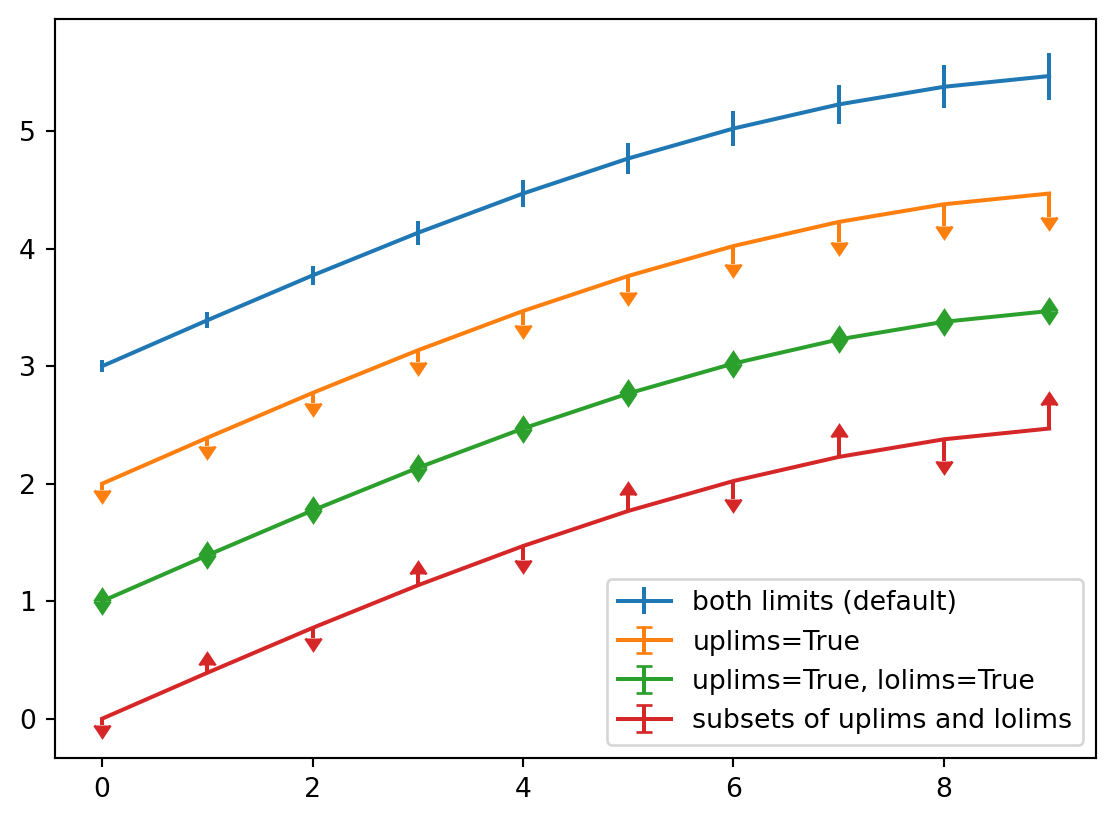 5
4
3
2
1
0
both limits (default)
uplims=True
uplims=True, lolims=True
subsets of uplims and lolims
0 2 4 6 8